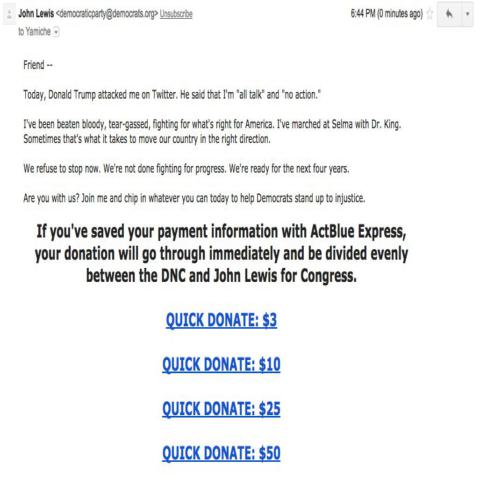 John Lewis <democraticparty@democrats.org> Unsubscribe 6:44 PM (0 minutes ago)
to Yamiche
Friend --
Today, Donald Trump attacked me on Twitter. He said that I'm "all talk" and "no action."
I've been beaten bloody, tear-gassed, fighting for what's right for America. I've marched at Selma with Dr. King.
Sometimes that's what it takes to move our country in the right direction.
We refuse to stop now. We're not done fighting for progress. We're ready for the next four years.
Are you with us? Join me and chip in whatever you can today to help Democrats stand up to injustice.
If you've saved your payment information with ActBlue Express,
your donation will go through immediately and be divided evenly
between the DNC and John Lewis for Congress.
QUICK DONATE: $3
QUICK DONATE: $10
QUICK DONATE: $25
QUICK DONATE: $50